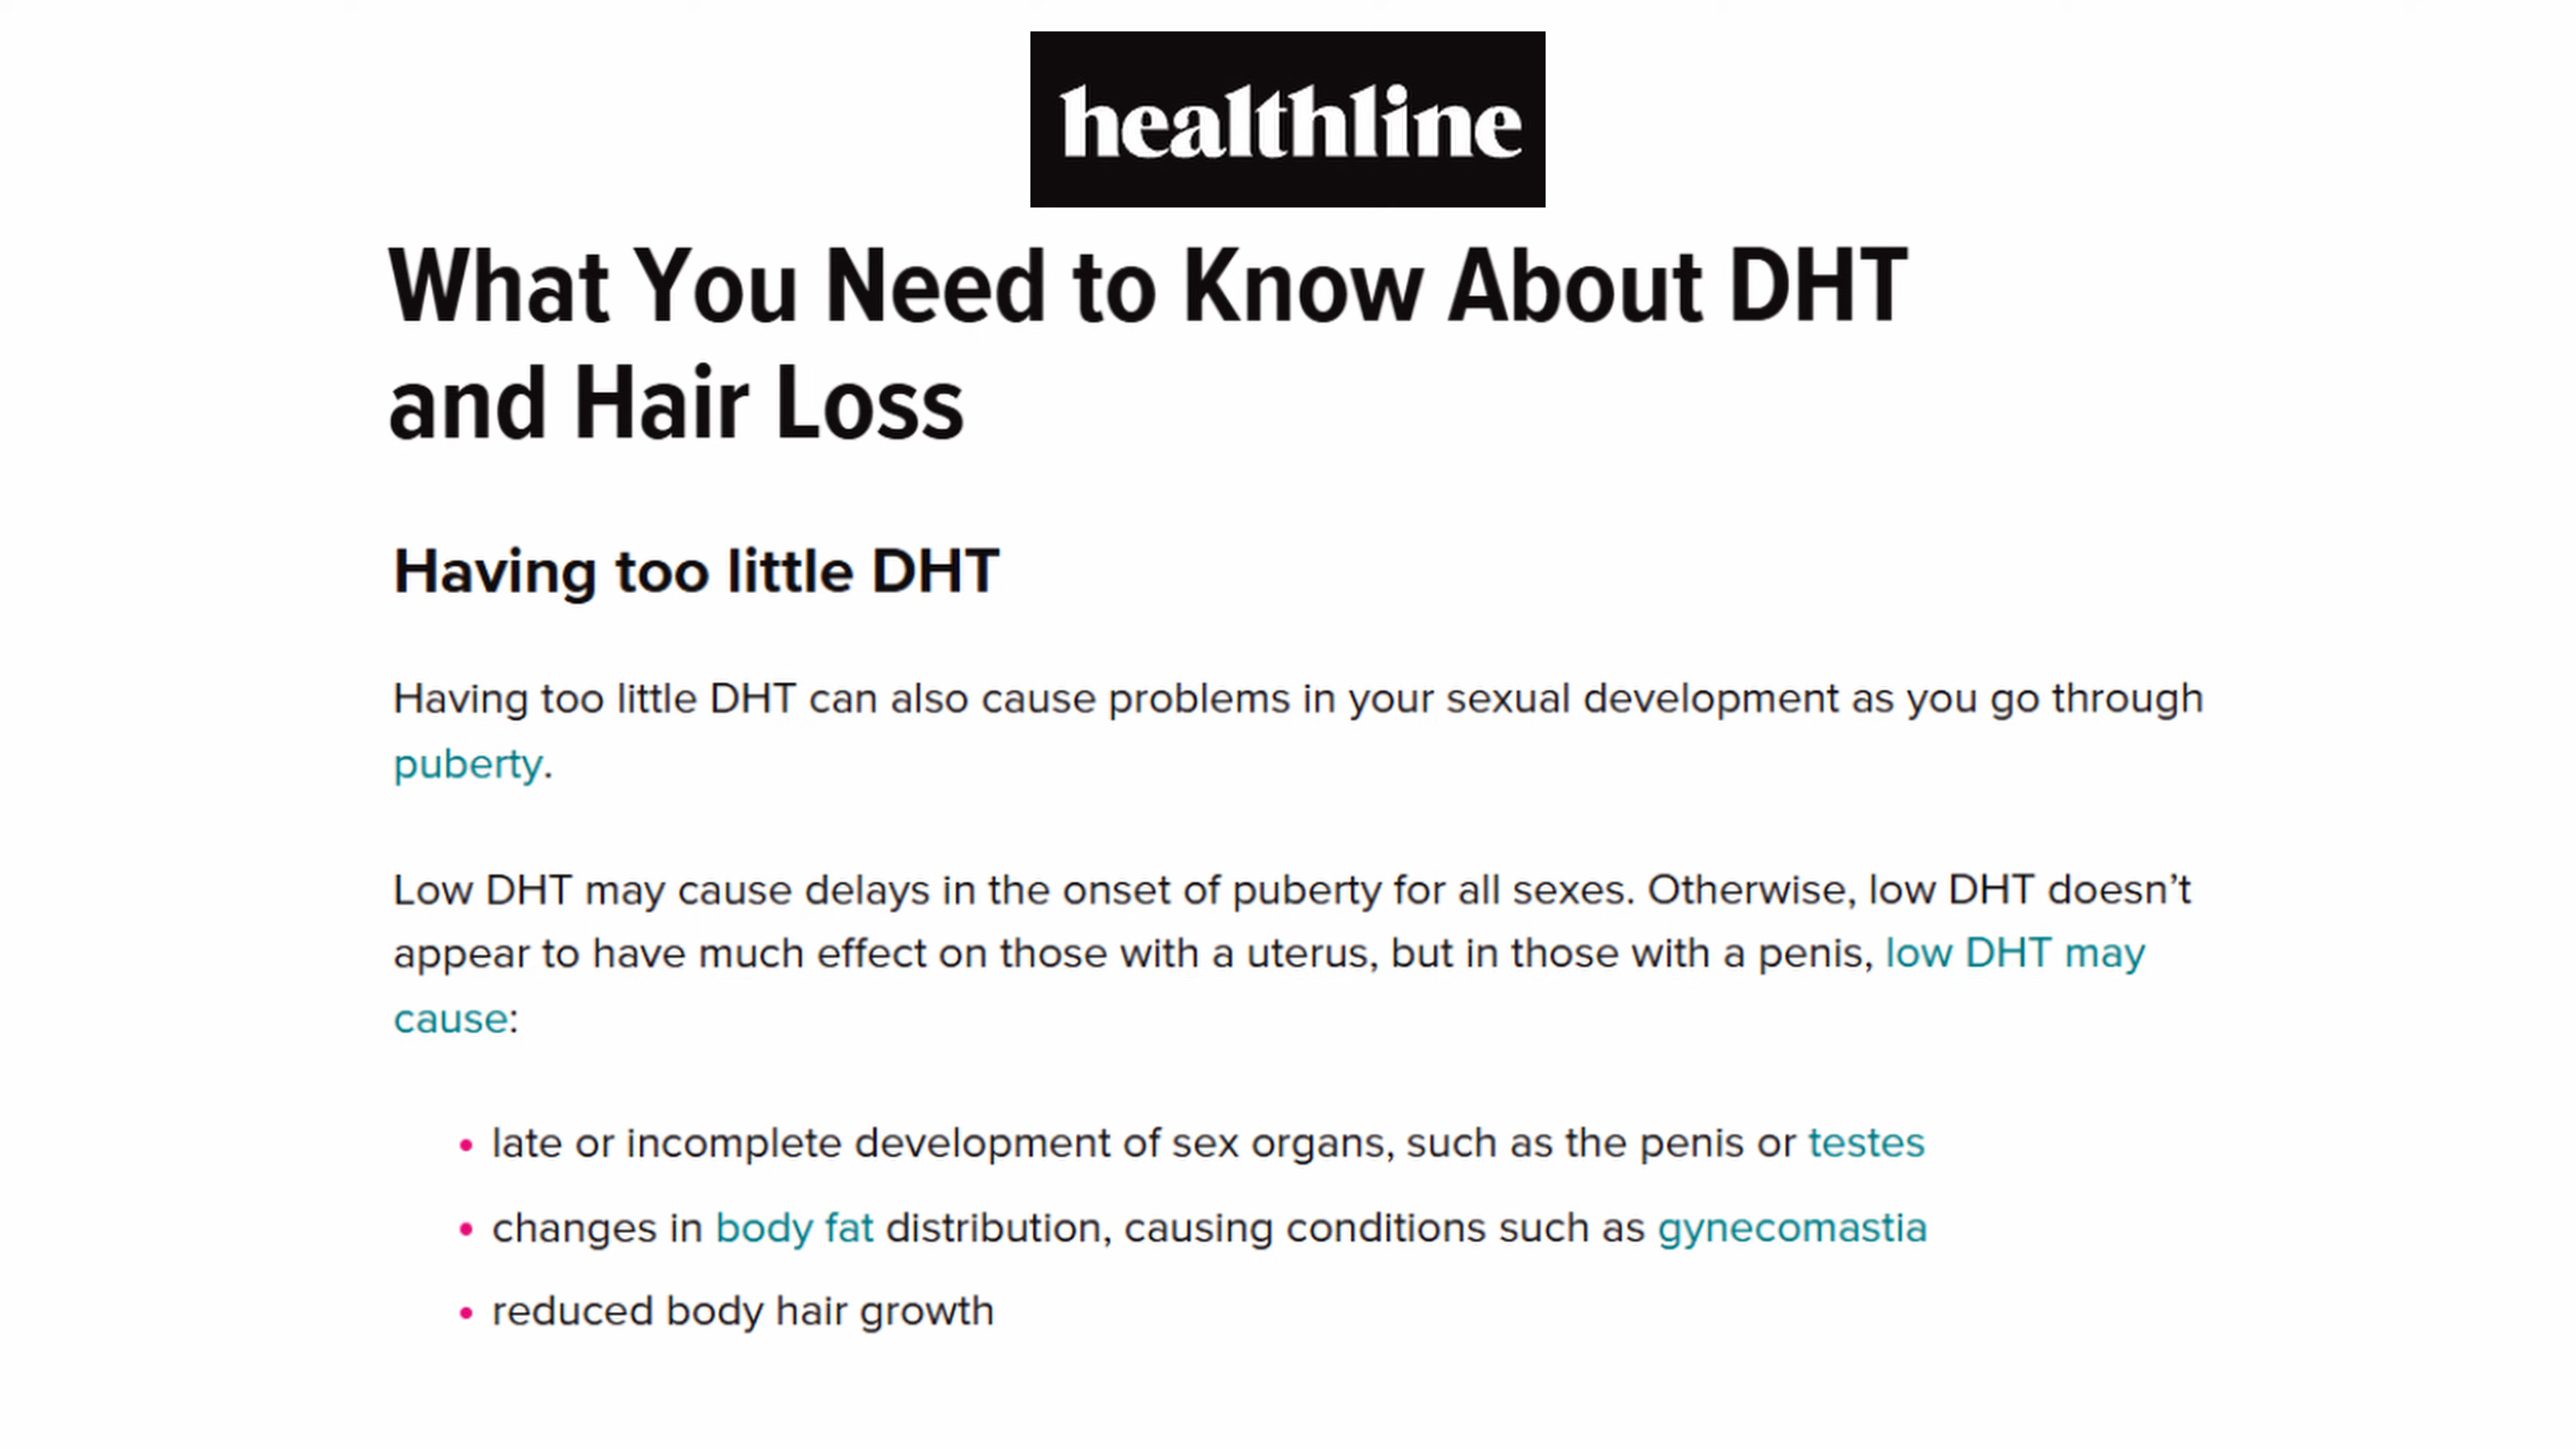 healthline
What You Need to Know About DHT
and Hair Loss
Having too little DHT
Having too little DHT can also cause problems in your sexual development as you go through
puberty.
Low DHT may cause delays in the onset of puberty for all sexes. Otherwise, low DHT doesn’t
appear to have much effect on those with a uterus, but in those with a penis, low DHT may
cause:
• late or incomplete development of sex organs, such as the penis or testes
• changes in body fat distribution, causing conditions such as gynecomastia
• reduced body hair growth